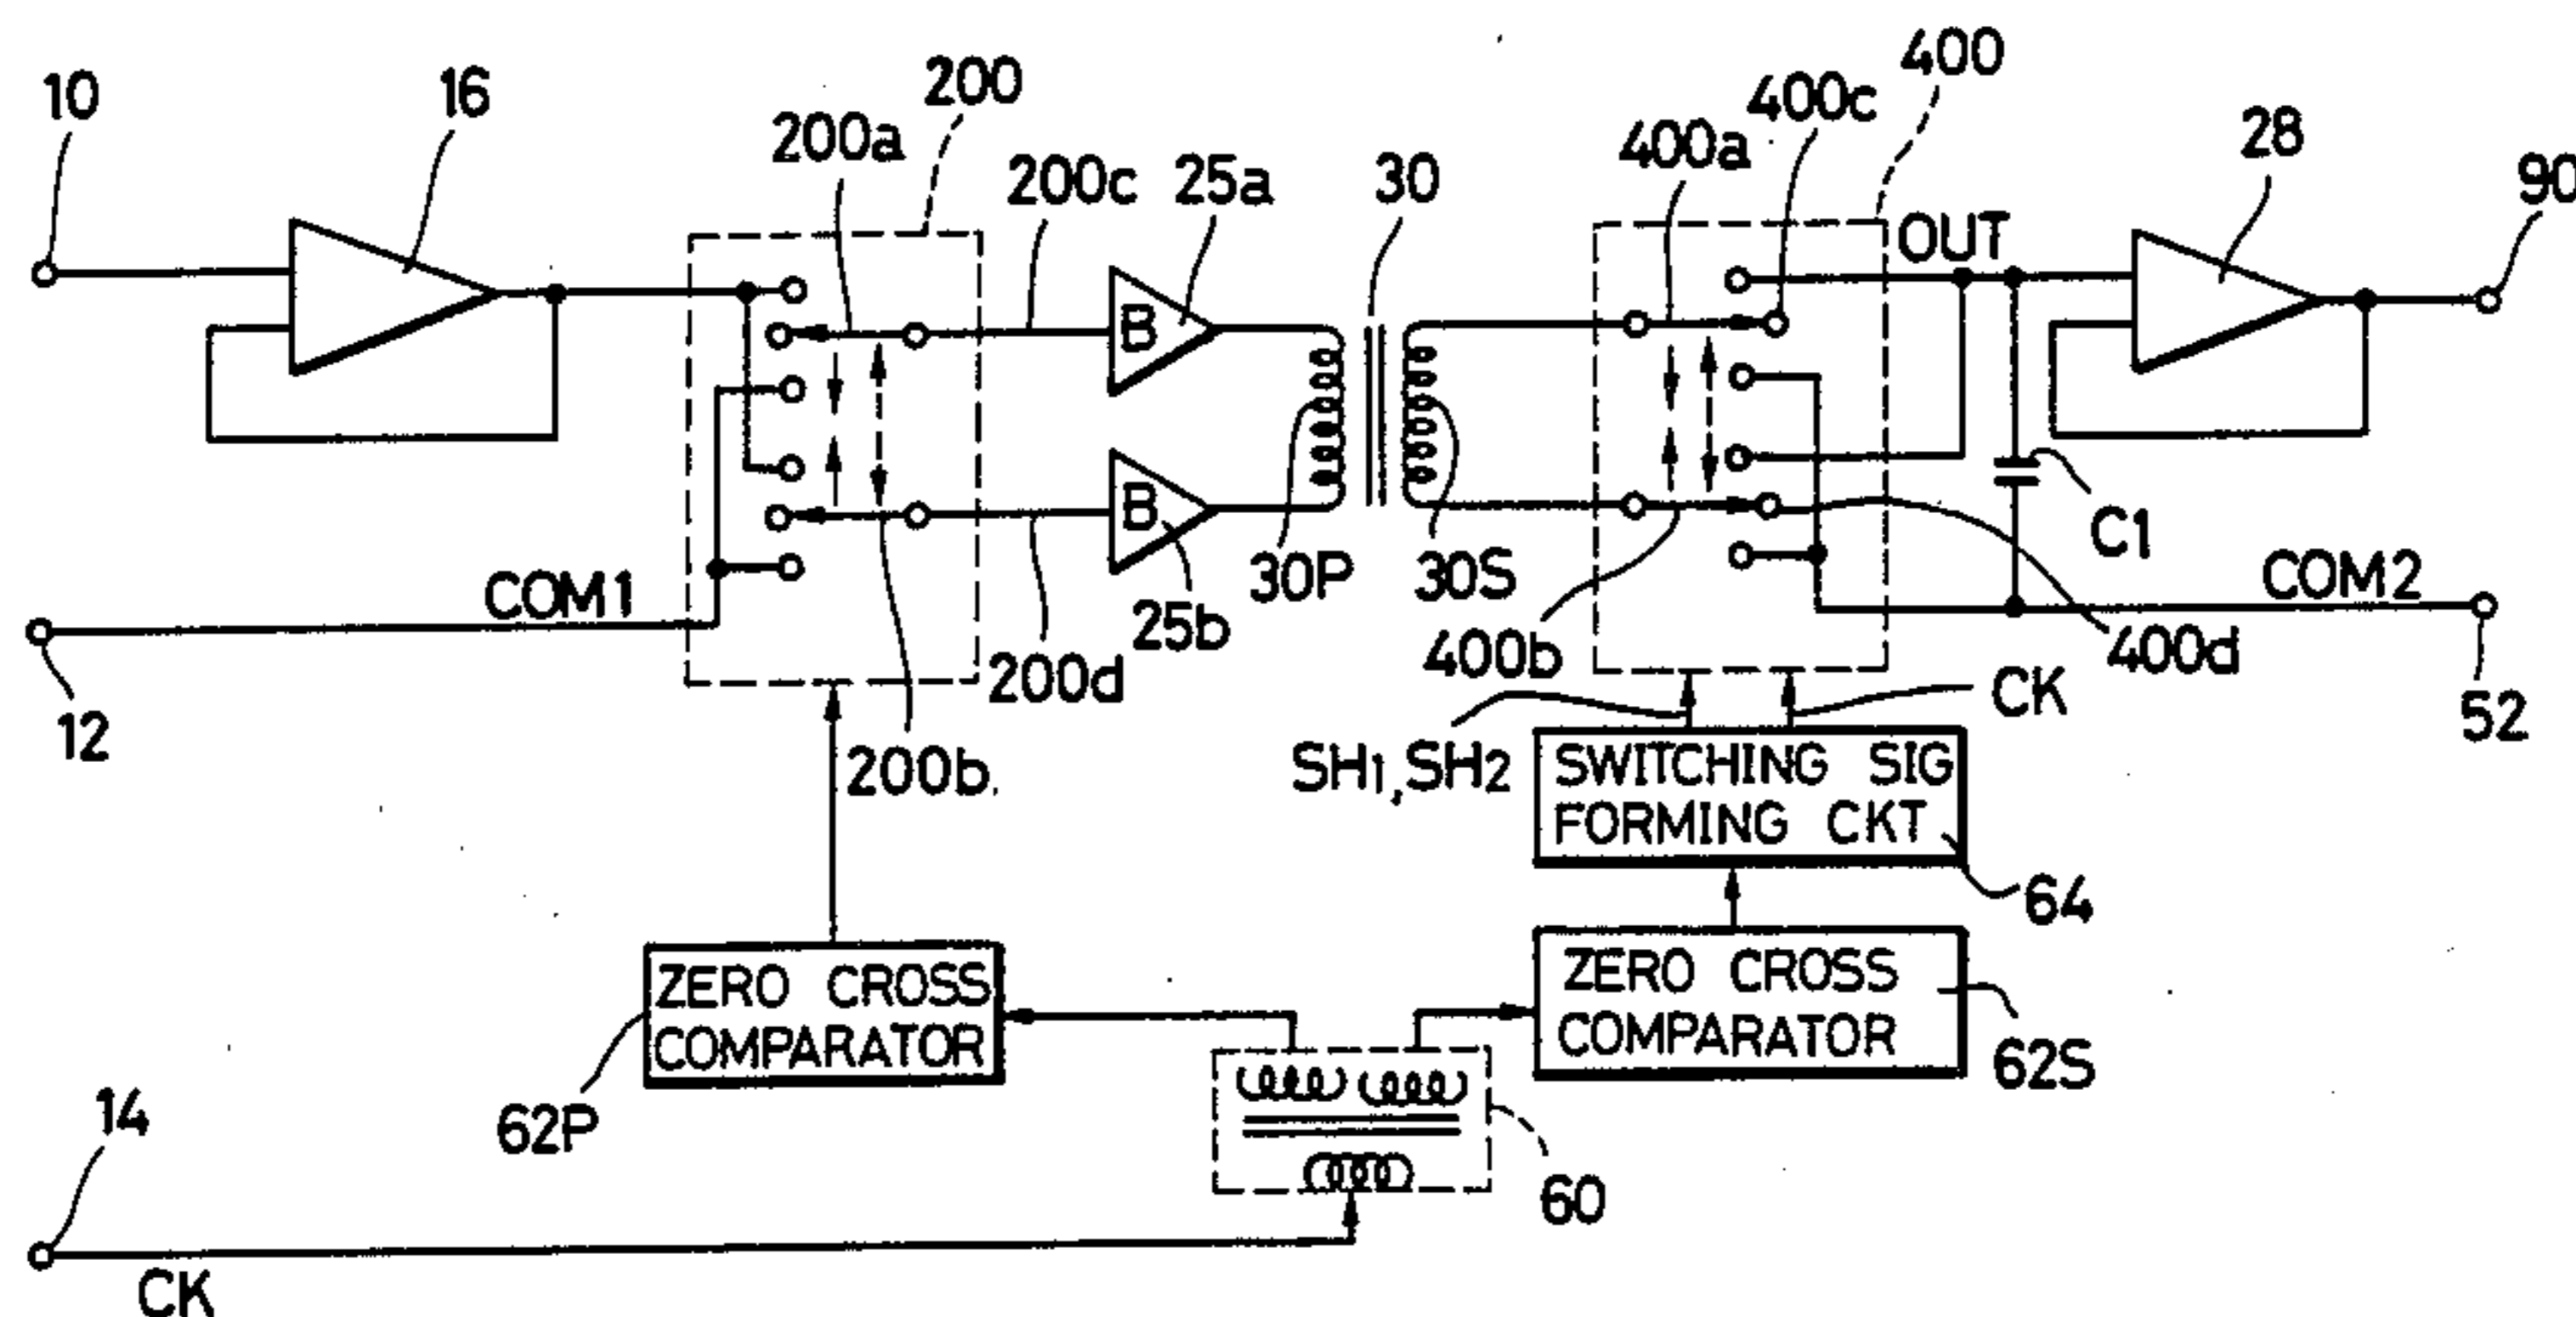 10
16
200
200a
200c
25a
30
400
400a
400c
OUT
28
90
B
B
COM1
12
200d
25b
200b
30P
30S
400b
400d
C1
COM2
52
SH1,SH2
CK
SWITCHING SIG
FORMING CKT
64
ZERO CROSS
COMPARATOR
62P
ZERO CROSS
COMPARATOR
62S
60
14
CK